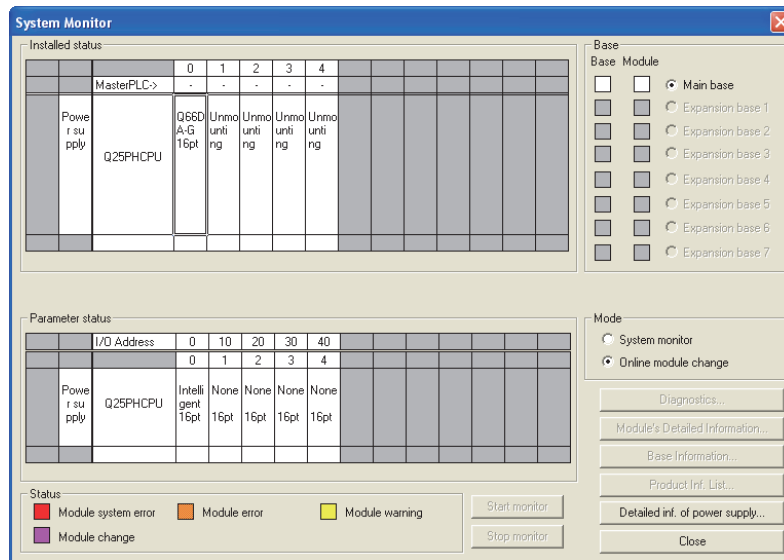 System Monitor
Installed status
0 1 2 3 4
MasterPLC-> - - - - -
Powe
r su
pply
Q25PHCPU
Q66D
A-G
16pt
Unmo
unti
ng
Unmo
unti
ng
Unmo
unti
ng
Unmo
unti
ng
Base
Base Module
Main base
Expansion base 1
Expansion base 2
Expansion base 3
Expansion base 4
Expansion base 5
Expansion base 6
Expansion base 7
Parameter status
I/O Address 0 10 20 30 40
0 1 2 3 4
Powe
r su
pply
Q25PHCPU
Intelli
gent
16pt
None
16pt
None
16pt
None
16pt
None
16pt
Mode
System monitor
Online module change
Diagnostics...
Module's Detailed Information...
Base Information...
Product Inf. List...
Detailed inf. of power supply...
Close
Status
Module system error
Module error
Module warning
Module change
Start monitor
Stop monitor